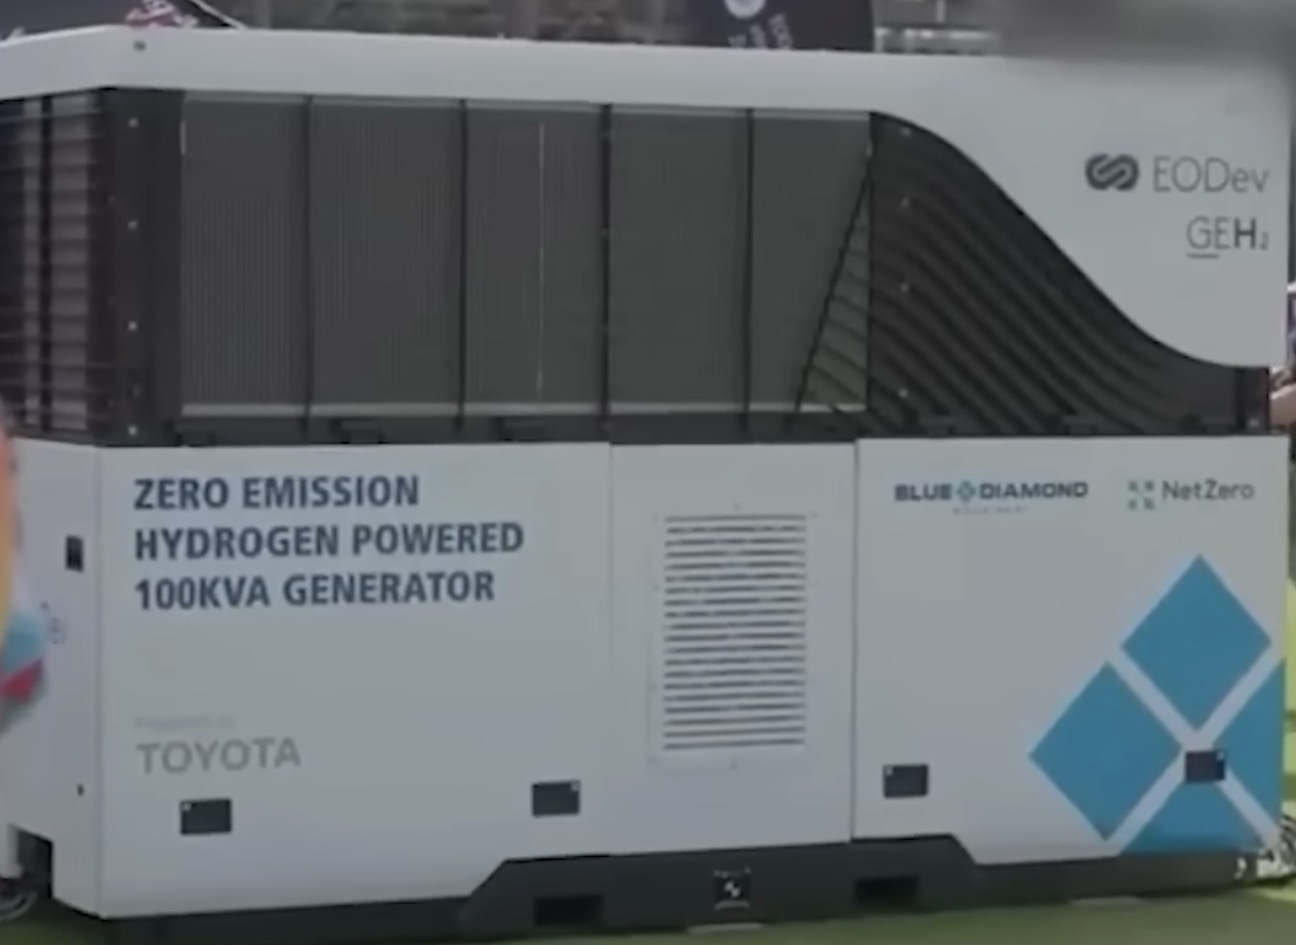 EODev
GEH₂
ZERO EMISSION
HYDROGEN POWERED
100KVA GENERATOR
BLUE DIAMOND
NetZero
TOYOTA